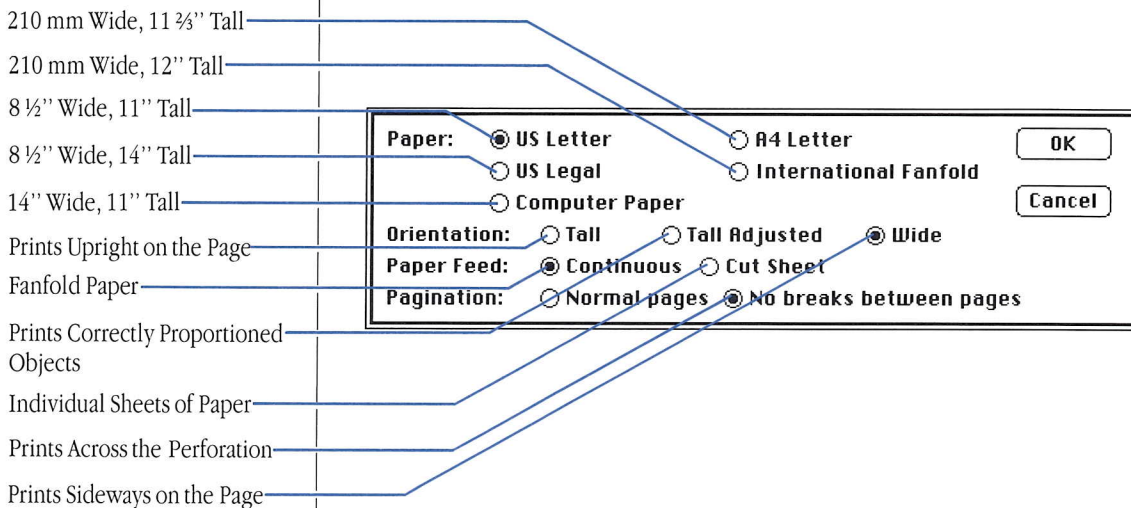 210 mm Wide, 11 ⅔’’ Tall
210 mm Wide, 12’’ Tall
8 ½’’ Wide, 11’’ Tall
8 ½’’ Wide, 14’’ Tall
14’’ Wide, 11’’ Tall
Prints Upright on the Page
Fanfold Paper
Prints Correctly Proportioned
Objects
Individual Sheets of Paper
Prints Across the Perforation
Prints Sideways on the Page
Paper: US Letter A4 Letter OK
US Legal International Fanfold
Computer Paper Cancel
Orientation: Tall Tall Adjusted Wide
Paper Feed: Continuous Cut Sheet
Pagination: Normal pages No breaks between pages